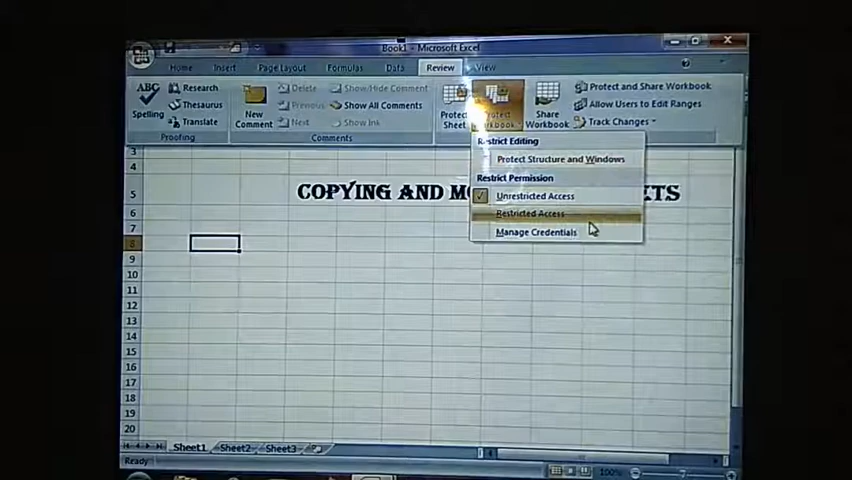 Book1 - Microsoft Excel
Home Insert Page Layout Formulas Data Review View
ABC
Spelling
Research
Thesaurus
Translate
Proofing
New
Comment
Delete
Previous
Next
Show/Hide Comment
Show All Comments
Show Ink
Comments
Protect
Sheet
Protect
Workbook
Share
Workbook
Protect and Share Workbook
Allow Users to Edit Ranges
Track Changes
Restrict Editing
Protect Structure and Windows
Restrict Permission
Unrestricted Access
Restricted Access
Manage Credentials
3
4
5
COPYING AND MO
6
7
8
9
10
11
12
13
14
15
16
17
18
19
20
Sheet1 Sheet2 Sheet3
Ready
100%